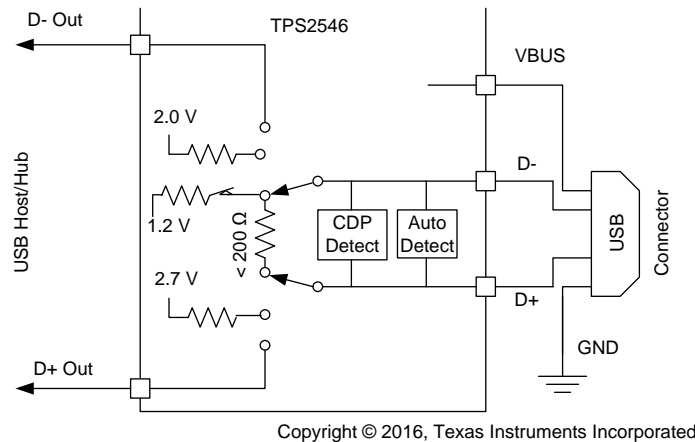 D- Out
TPS2546
VBUS
2.0 V
D-
1.2 V
< 200 Ω
CDP
Detect
Auto
Detect
USB
Connector
USB Host/Hub
2.7 V
D+
GND
D+ Out
Copyright © 2016, Texas Instruments Incorporated